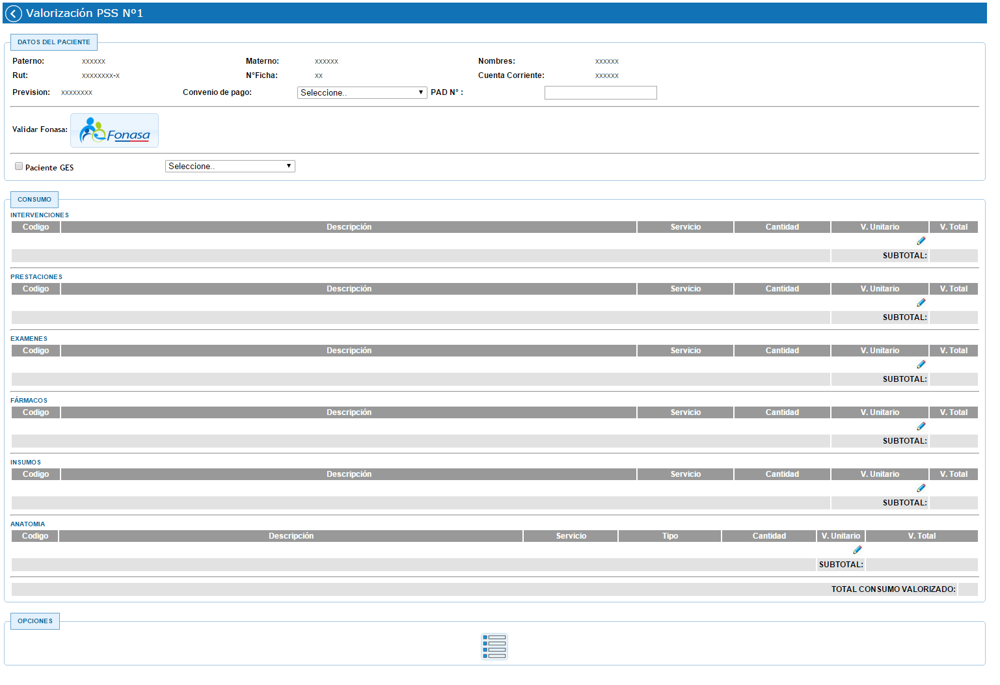 Valorización PSS Nº1
DATOS DEL PACIENTE
Paterno: xxxxxx Materno: xxxxxx Nombres: xxxxxx
Rut: xxxxxxxx-x N°Ficha: xx Cuenta Corriente: xxxxxx
Prevision: xxxxxxxx Convenio de pago: Seleccione.. PAD N° :
Validar Fonasa: Fonasa
Paciente GES Seleccione..
CONSUMO
INTERVENCIONES
Codigo Descripción Servicio Cantidad V. Unitario V. Total
SUBTOTAL:
PRESTACIONES
Codigo Descripción Servicio Cantidad V. Unitario V. Total
SUBTOTAL:
EXAMENES
Codigo Descripción Servicio Cantidad V. Unitario V. Total
SUBTOTAL:
FÁRMACOS
Codigo Descripción Servicio Cantidad V. Unitario V. Total
SUBTOTAL:
INSUMOS
Codigo Descripción Servicio Cantidad V. Unitario V. Total
SUBTOTAL:
ANATOMIA
Codigo Descripción Servicio Tipo Cantidad V. Unitario V. Total
SUBTOTAL:
TOTAL CONSUMO VALORIZADO:
OPCIONES